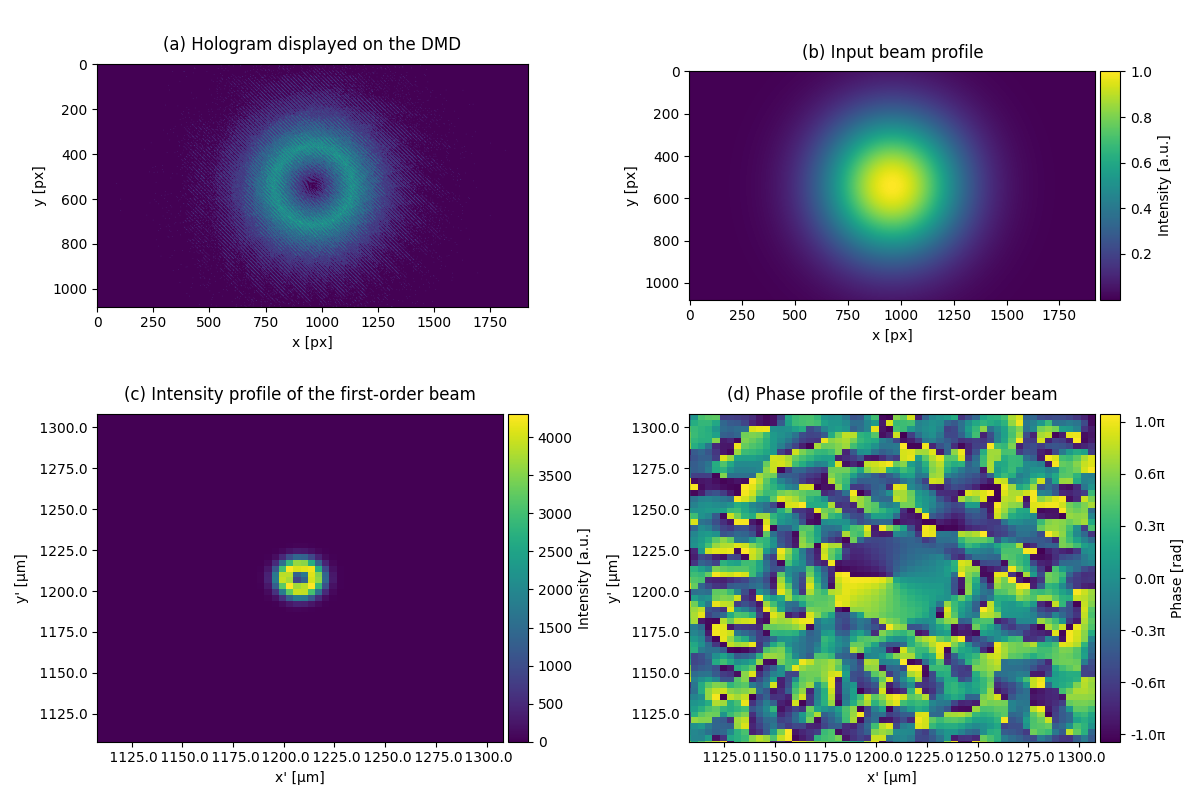 (a) Hologram displayed on the DMD
0
200
400
600
800
1000
y [px]
0 250 500 750 1000 1250 1500 1750
x [px]
(b) Input beam profile
0
200
400
600
800
1000
y [px]
0 250 500 750 1000 1250 1500 1750
x [px]
1.0
0.8
0.6
0.4
0.2
Intensity [a.u.]
(c) Intensity profile of the first-order beam
1300.0
1275.0
1250.0
1225.0
1200.0
1175.0
1150.0
1125.0
y' [μm]
1125.0 1150.0 1175.0 1200.0 1225.0 1250.0 1275.0 1300.0
x' [μm]
4000
3500
3000
2500
2000
1500
1000
500
0
Intensity [a.u.]
(d) Phase profile of the first-order beam
1300.0
1275.0
1250.0
1225.0
1200.0
1175.0
1150.0
1125.0
y' [μm]
1125.0 1150.0 1175.0 1200.0 1225.0 1250.0 1275.0 1300.0
x' [μm]
1.0π
0.6π
0.3π
0.0π
-0.3π
-0.6π
-1.0π
Phase [rad]